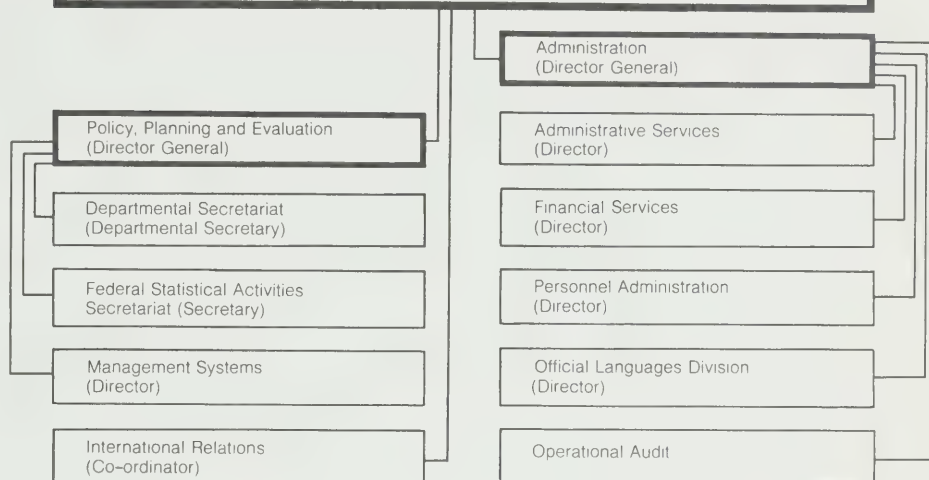 Administration
(Director General)
Policy, Planning and Evaluation
(Director General)
Administrative Services
(Director)
Departmental Secretariat
(Departmental Secretary)
Financial Services
(Director)
Federal Statistical Activities
Secretariat (Secretary)
Personnel Administration
(Director)
Management Systems
(Director)
Official Languages Division
(Director)
International Relations
(Co-ordinator)
Operational Audit